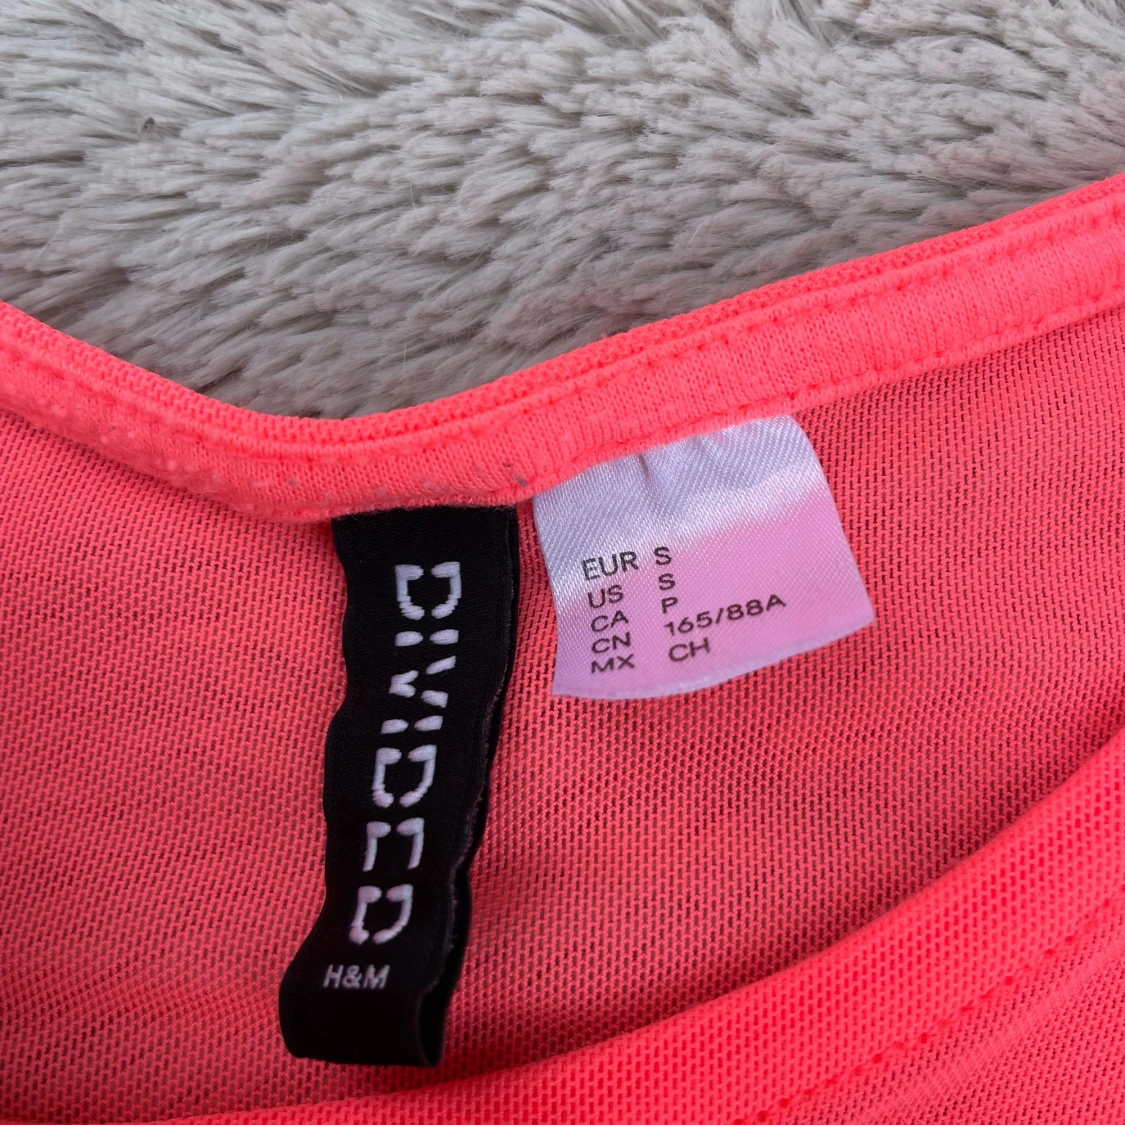 DIVIDED
H&M
EUR S
US S
CA P
CN 165/88A
MX CH